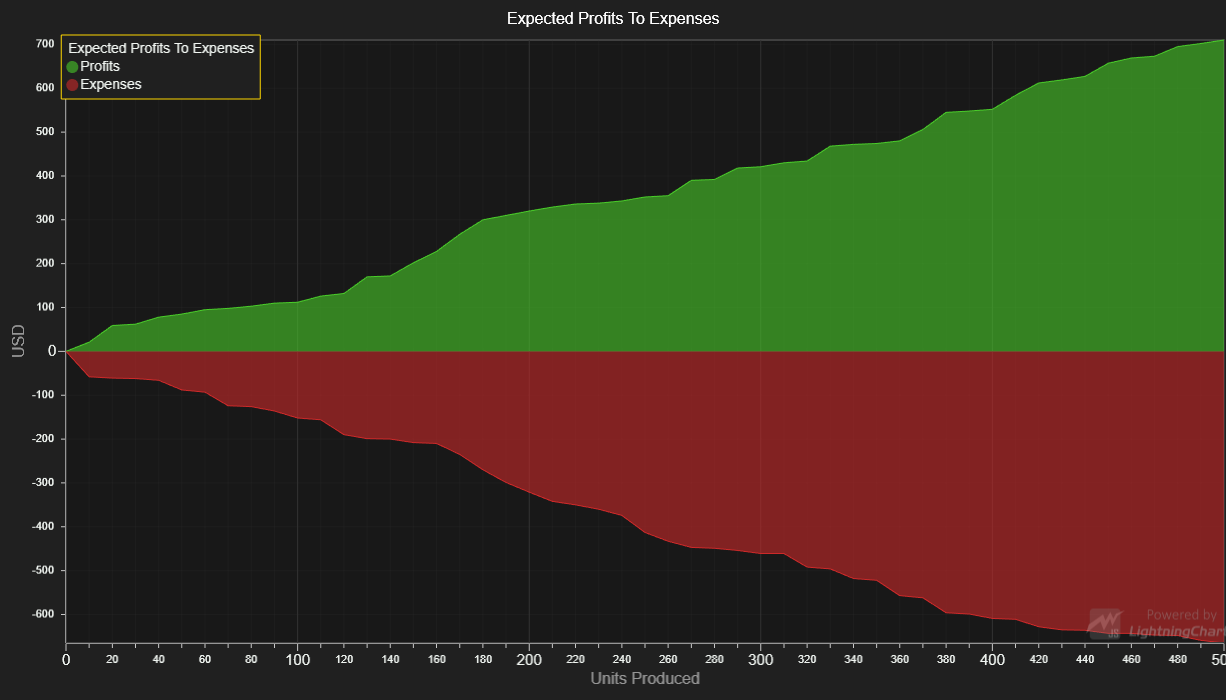 Expected Profits To Expenses
Expected Profits To Expenses
Profits
Expenses
700
600
500
400
300
200
100
0
-100
-200
-300
-400
-500
-600
USD
0 20 40 60 80 100 120 140 160 180 200 220 240 260 280 300 320 340 360 380 400 420 440 460 480 50
Units Produced
Powered by
JS LightningChart